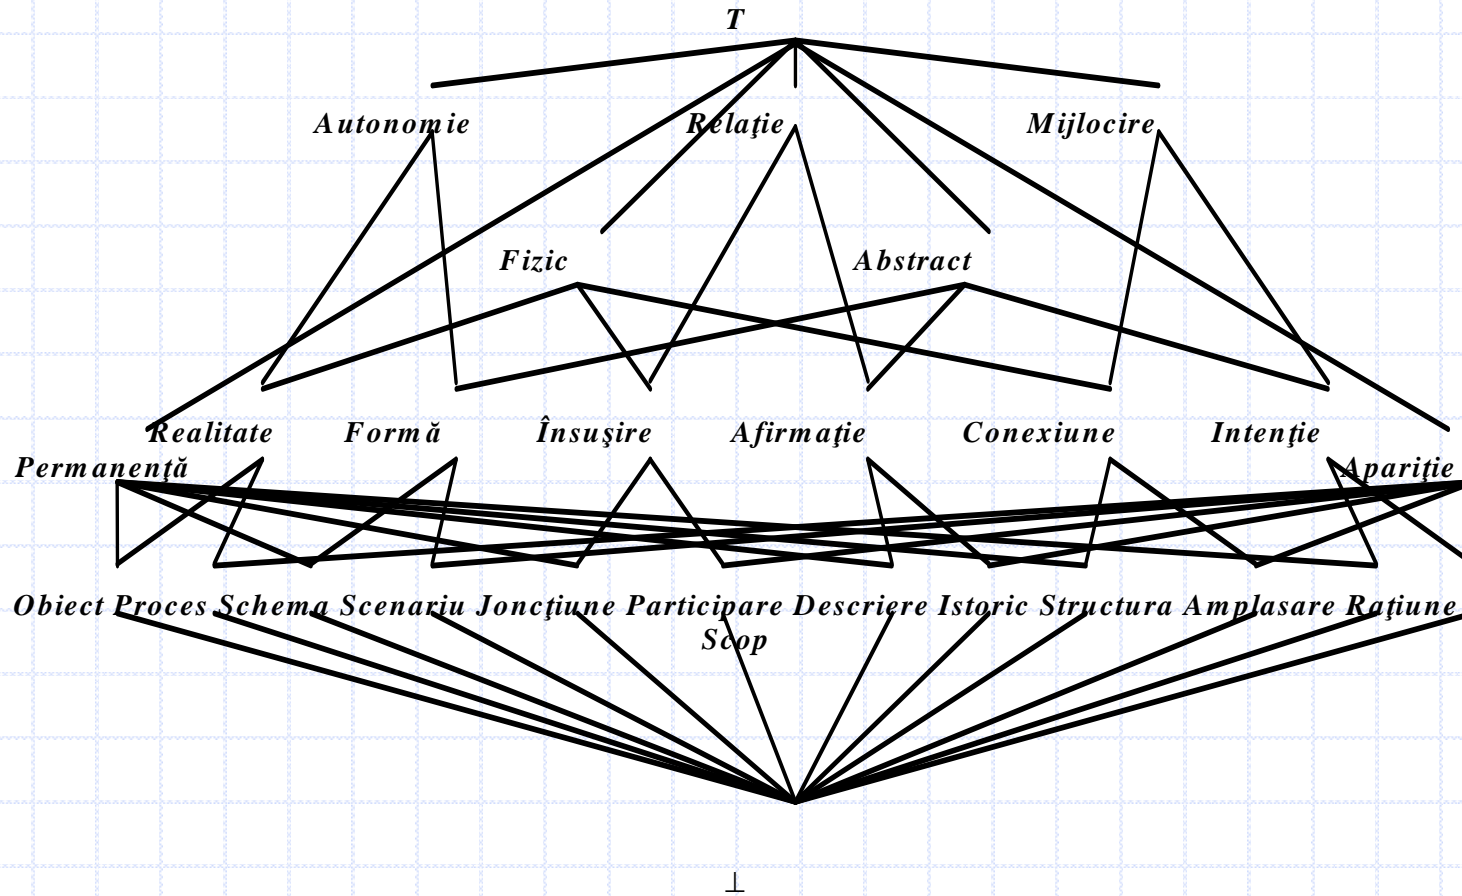 T
Autonomie Relaţie Mijlocire
Fizic Abstract
Realitate Formă Însuşire Afirmaţie Conexiune Intenţie
Permanenţă Apariţie
Obiect Proces Schema Scenariu Joncţiune Participare Descriere Istoric Structura Amplasare Raţiune
Scop
⊥